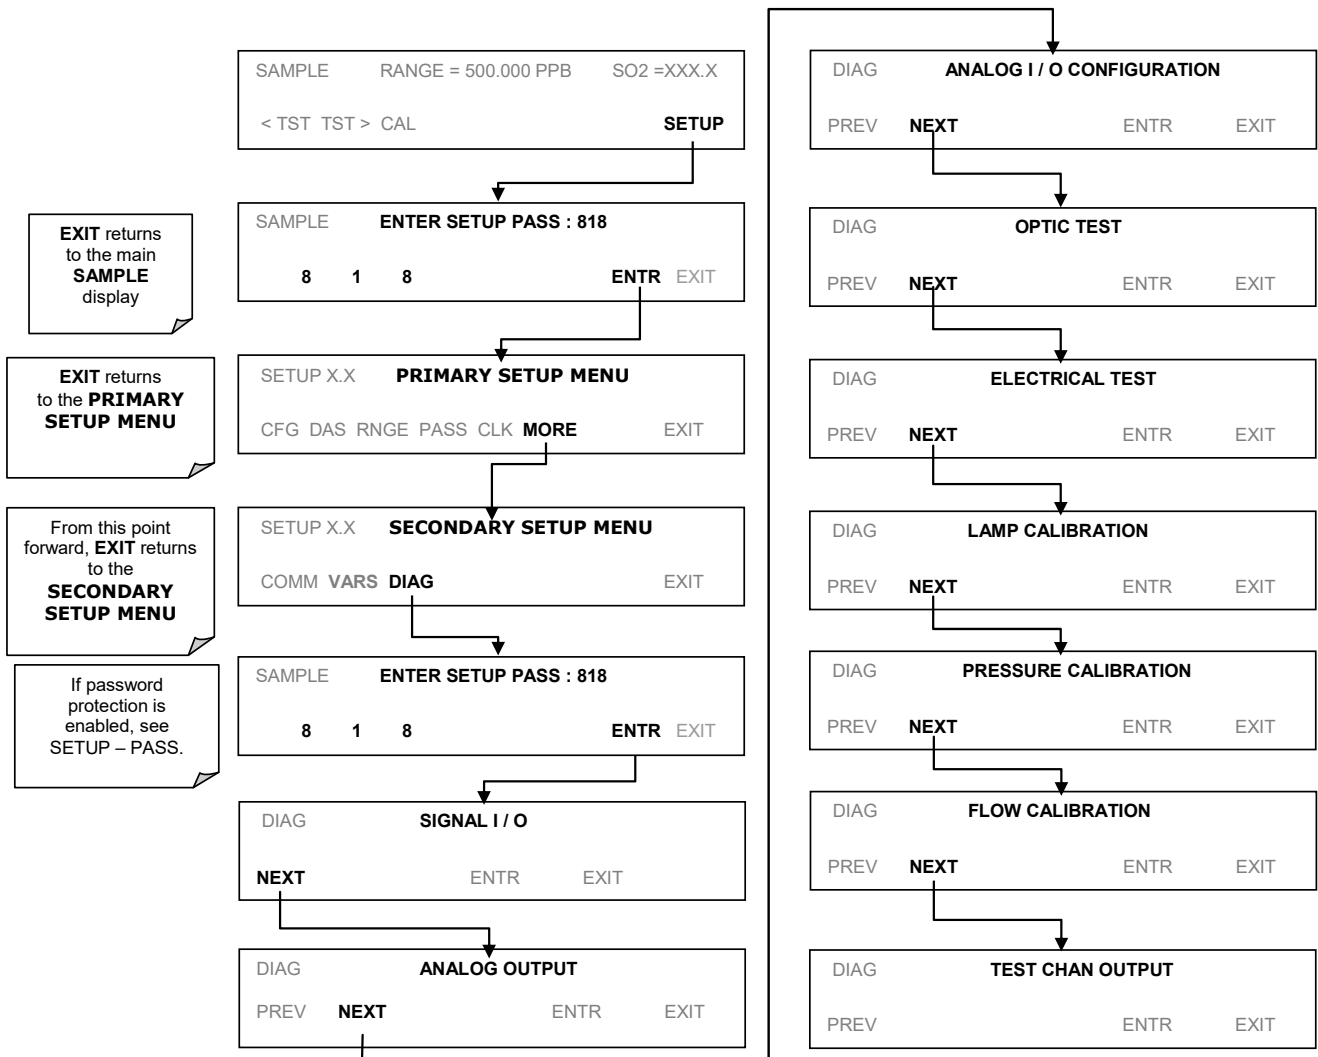 SAMPLE RANGE = 500.000 PPB SO2 =XXX.X
< TST TST > CAL SETUP
EXIT returns
to the main
SAMPLE
display
SAMPLE ENTER SETUP PASS : 818
8 1 8 ENTR EXIT
EXIT returns
to the PRIMARY
SETUP MENU
SETUP X.X PRIMARY SETUP MENU
CFG DAS RNGE PASS CLK MORE EXIT
From this point
forward, EXIT returns
to the
SECONDARY
SETUP MENU
SETUP X.X SECONDARY SETUP MENU
COMM VARS DIAG EXIT
If password
protection is
enabled, see
SETUP – PASS.
SAMPLE ENTER SETUP PASS : 818
8 1 8 ENTR EXIT
DIAG SIGNAL I / O
NEXT ENTR EXIT
DIAG ANALOG OUTPUT
PREV NEXT ENTR EXIT
DIAG ANALOG I / O CONFIGURATION
PREV NEXT ENTR EXIT
DIAG OPTIC TEST
PREV NEXT ENTR EXIT
DIAG ELECTRICAL TEST
PREV NEXT ENTR EXIT
DIAG LAMP CALIBRATION
PREV NEXT ENTR EXIT
DIAG PRESSURE CALIBRATION
PREV NEXT ENTR EXIT
DIAG FLOW CALIBRATION
PREV NEXT ENTR EXIT
DIAG TEST CHAN OUTPUT
PREV ENTR EXIT